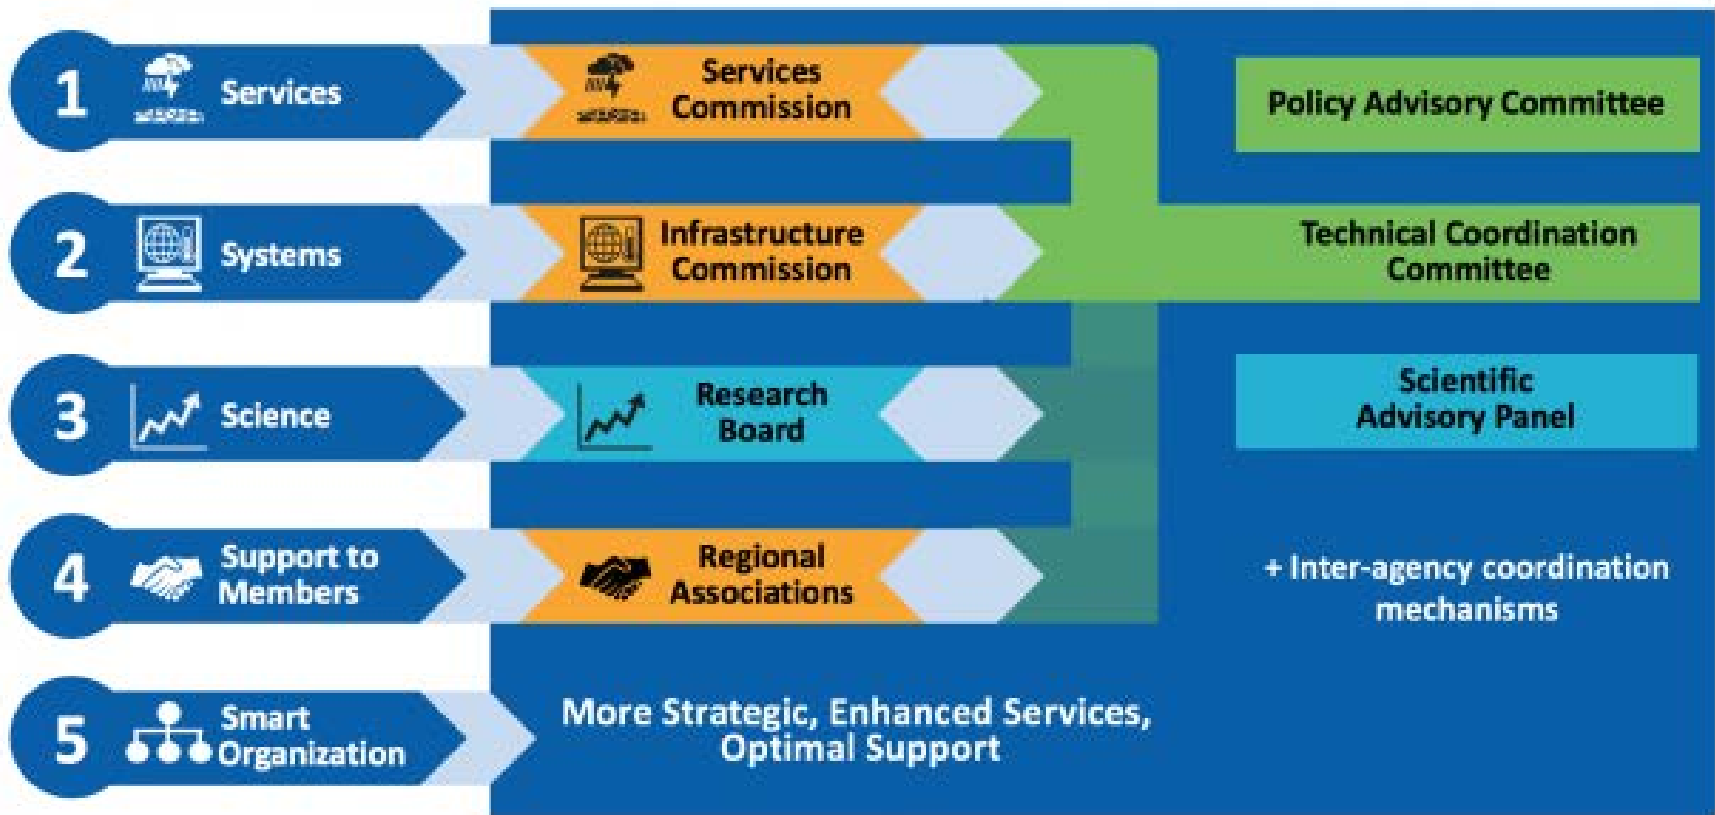 1
Services
Services
Commission
Policy Advisory Committee
2
Systems
Infrastructure
Commission
Technical Coordination
Committee
3
Science
Research
Board
Scientific
Advisory Panel
4
Support to
Members
Regional
Associations
+ Inter-agency coordination
mechanisms
5
Smart
Organization
More Strategic, Enhanced Services,
Optimal Support